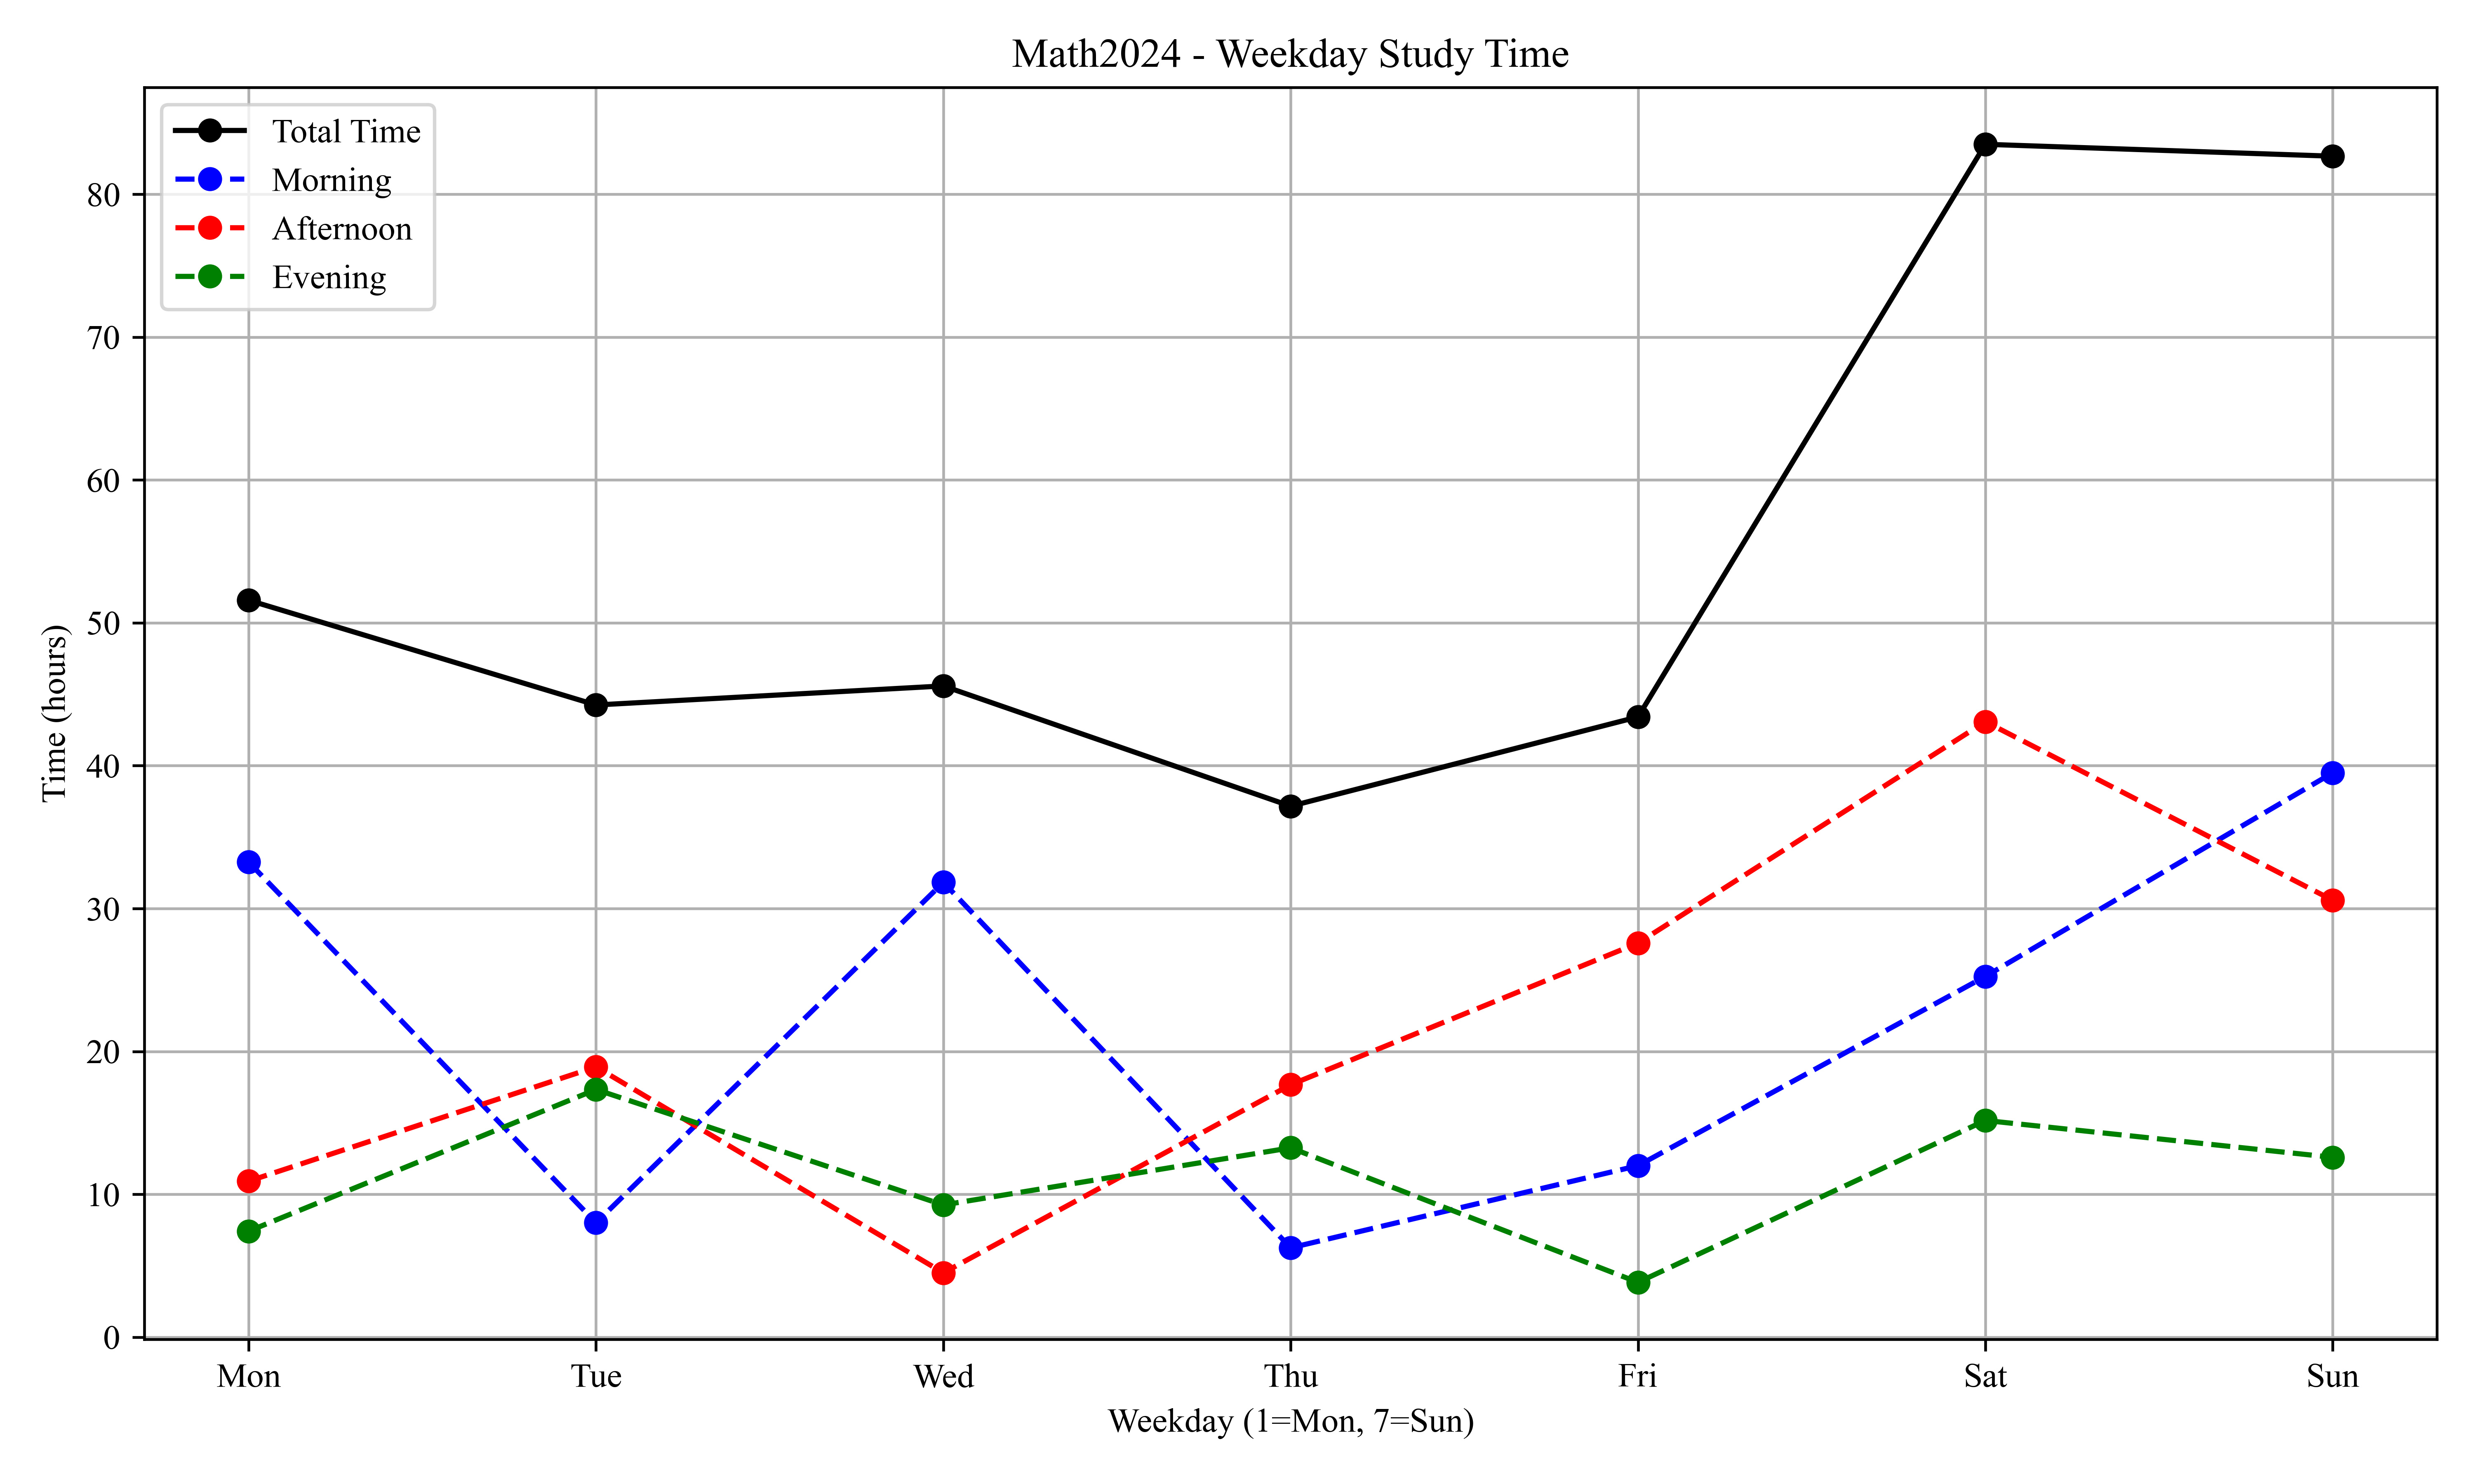 Math2024 - Weekday Study Time
Total Time
Morning
Afternoon
Evening
80
70
60
50
40
30
20
10
0
Time (hours)
Mon Tue Wed Thu Fri Sat Sun
Weekday (1=Mon, 7=Sun)